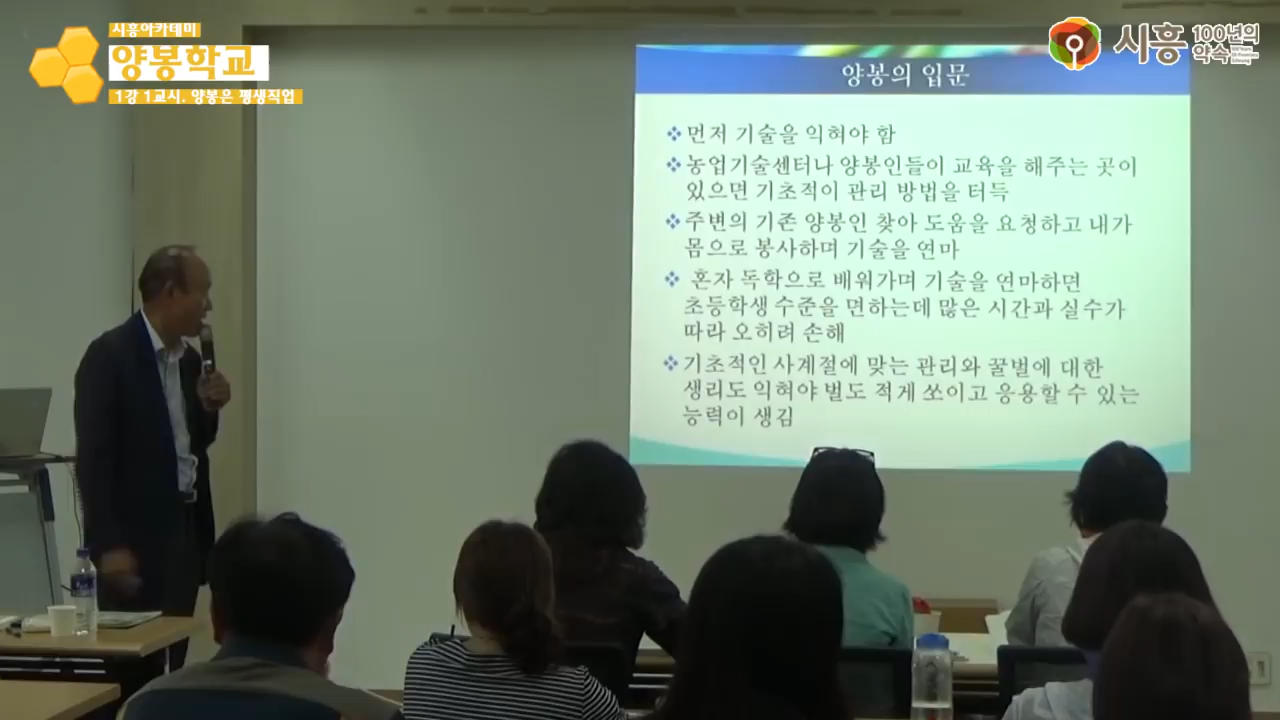 시흥아카데미
양봉학교
1강 1교시. 양봉은 평생직업
시흥 100년의
약속
양봉의 입문
❖먼저 기술을 익혀야 함
❖농업기술센터나 양봉인들이 교육을 해주는 곳이
있으면 기초적이 관리 방법을 터득
❖주변의 기존 양봉인 찾아 도움을 요청하고 내가
몸으로 봉사하며 기술을 연마
❖ 혼자 독학으로 배워가며 기술을 연마하면
초등학생 수준을 면하는데 많은 시간과 실수가
따라 오히려 손해
❖기초적인 사계절에 맞는 관리와 꿀벌에 대한
생리도 익혀야 벌도 적게 쏘이고 응용할 수 있는
능력이 생김